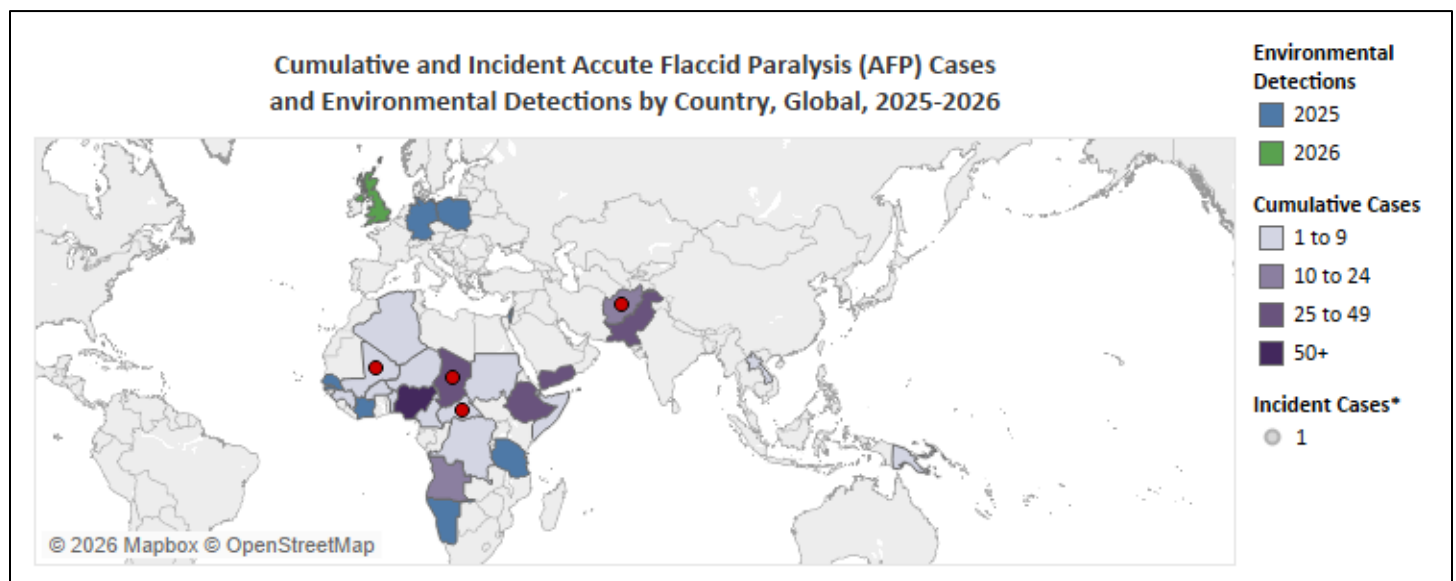 Cumulative and Incident Accute Flaccid Paralysis (AFP) Cases
and Environmental Detections by Country, Global, 2025-2026
Environmental
Detections
2025
2026
Cumulative Cases
1 to 9
10 to 24
25 to 49
50+
Incident Cases*
1
© 2026 Mapbox © OpenStreetMap